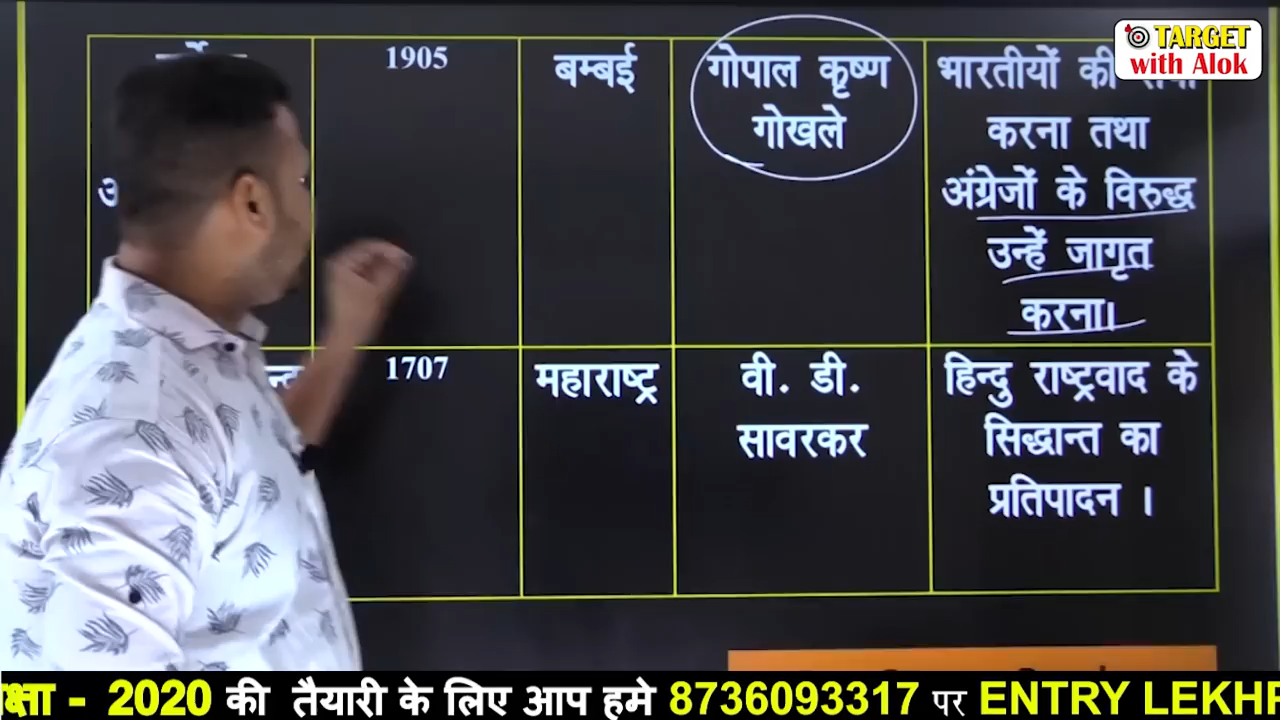 TARGET
with Alok
1905
बम्बई
गोपाल कृष्ण
गोखले
भारतीयों की
करना तथा
अंग्रेजों के विरुद्ध
उन्हें जागृत
करना।
1707
महाराष्ट्र
वी. डी.
सावरकर
हिन्दु राष्ट्रवाद के
सिद्धान्त का
प्रतिपादन ।
- 2020 की तैयारी के लिए आप हमे 8736093317 पर ENTRY